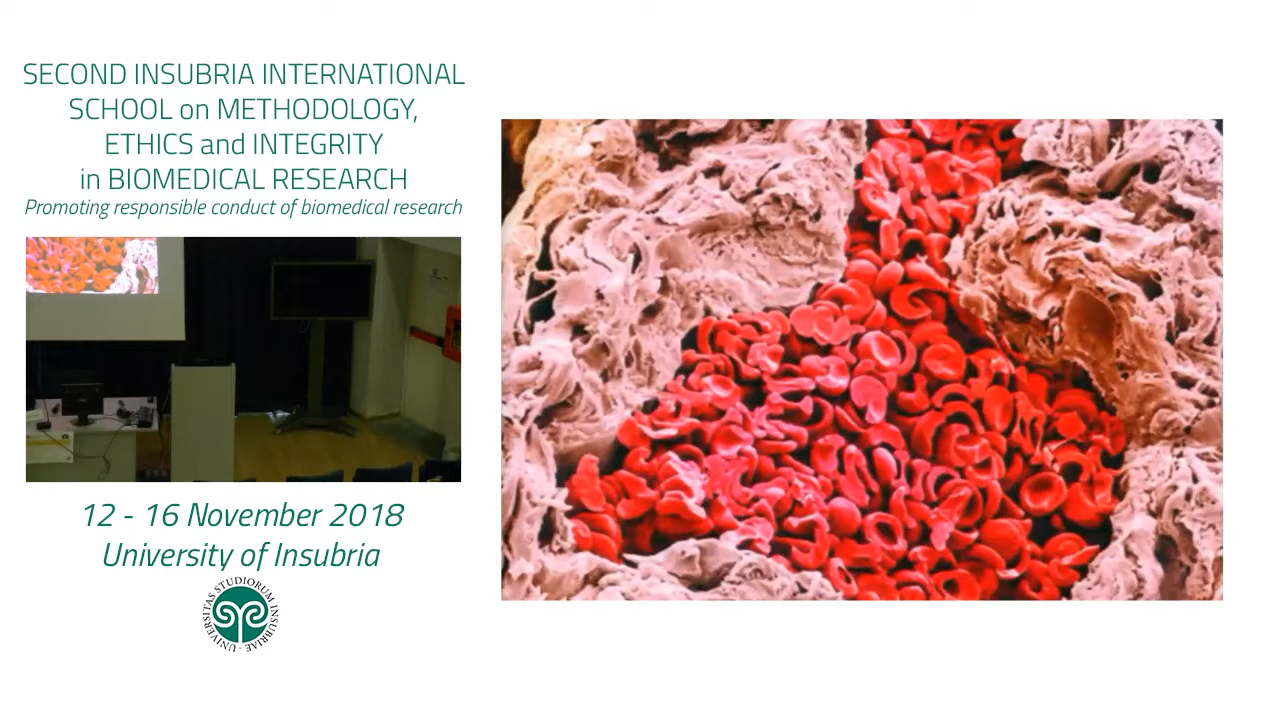 SECOND INSUBRIA INTERNATIONAL
SCHOOL on METHODOLOGY,
ETHICS and INTEGRITY
in BIOMEDICAL RESEARCH
Promoting responsible conduct of biomedical research
12 - 16 November 2018
University of Insubria
UNIVERSITAS STUDIORUM INSUBRIAE